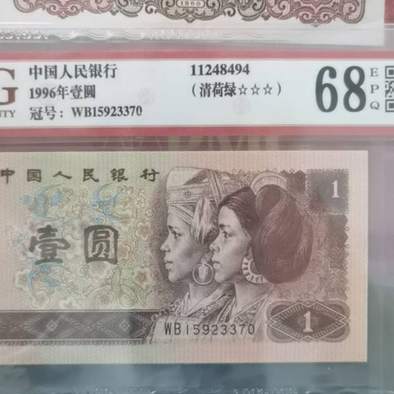 中国人民银行 11248494
1996年壹圆 (清荷绿☆☆☆)
冠号: WB15923370
68 EPQ
中国人民银行 1
壹圆
WB15923370 1